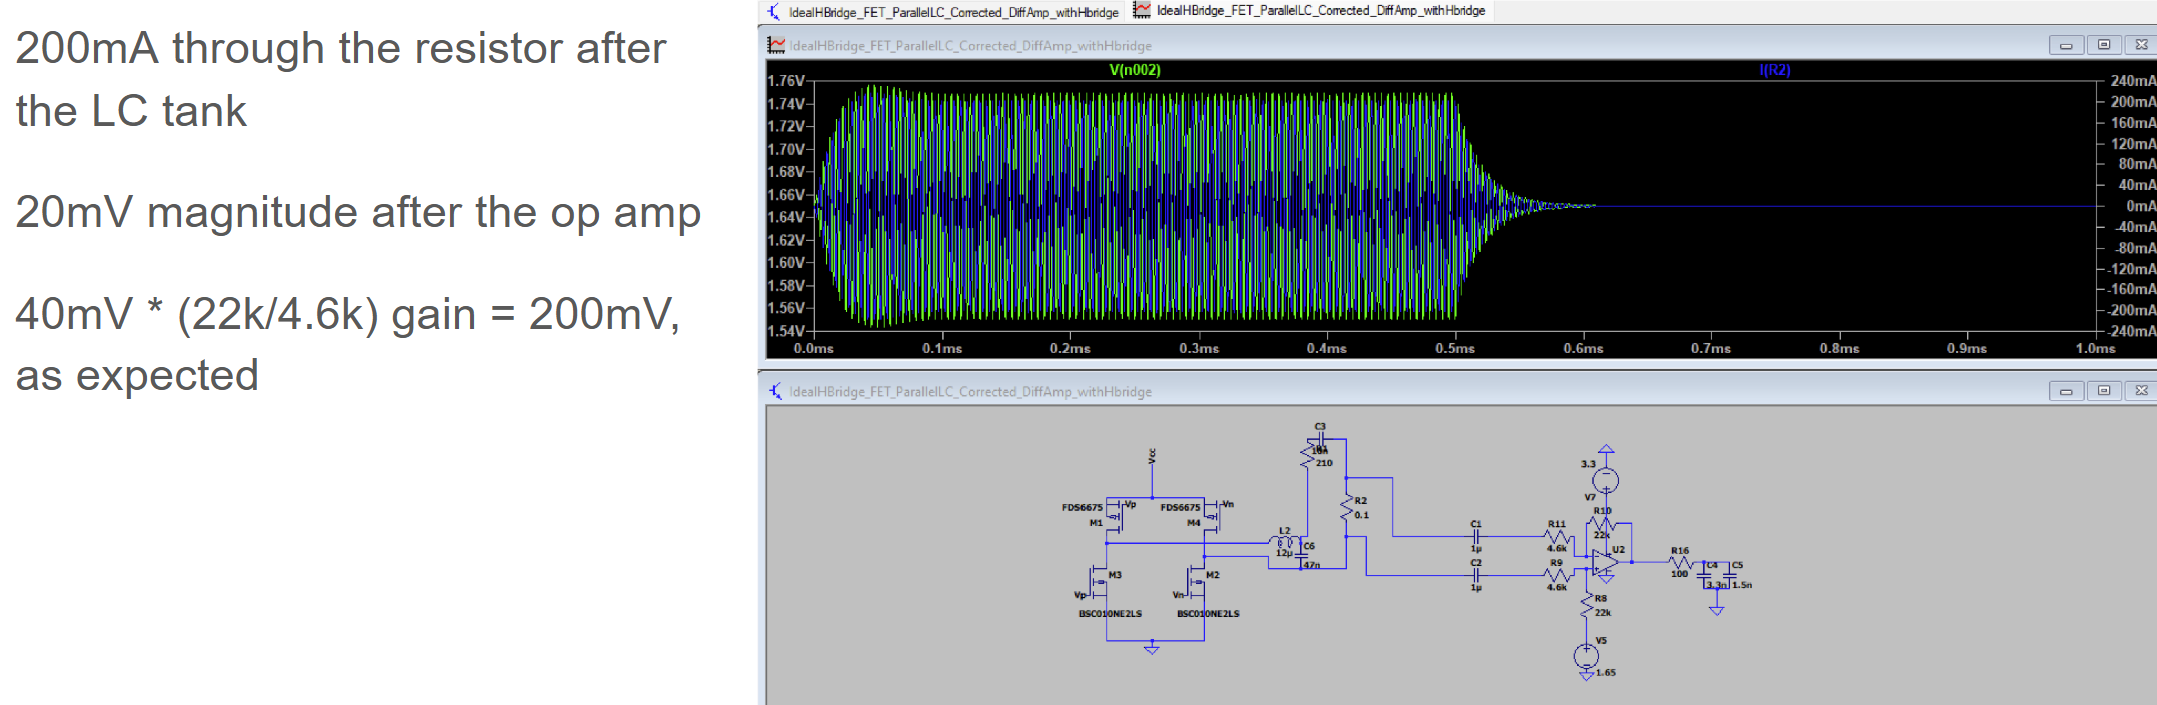 200mA through the resistor after
the LC tank
20mV magnitude after the op amp
40mV * (22k/4.6k) gain = 200mV,
as expected
IdealHBridge_FET_ParallelLC_Corrected_DiffAmp_withHbridge
IdealHBridge_FET_ParallelLC_Corrected_DiffAmp_withHbridge
IdealHBridge_FET_ParallelLC_Corrected_DiffAmp_withHbridge
V(n002)
I(R2)
1.76V
1.74V
1.72V
1.70V
1.68V
1.66V
1.64V
1.62V
1.60V
1.58V
1.56V
1.54V
240mA
200mA
160mA
120mA
80mA
40mA
0mA
-40mA
-80mA
-120mA
-160mA
-200mA
-240mA
0.0ms
0.1ms
0.2ms
0.3ms
0.4ms
0.5ms
0.6ms
0.7ms
0.8ms
0.9ms
1.0ms
IdealHBridge_FET_ParallelLC_Corrected_DiffAmp_withHbridge
Vcc
FDS6675
M1
Vp
FDS6675
M4
Vn
M3
Vp
BSC010NE2LS
M2
Vn
BSC010NE2LS
L2
12µ
C6
47n
C3
210
R2
0.1
C1
1µ
C2
1µ
R11
4.6k
R9
4.6k
3.3
V7
R10
22k
U2
R8
22k
V5
1.65
R16
100
C4
3.3n
C5
1.5n